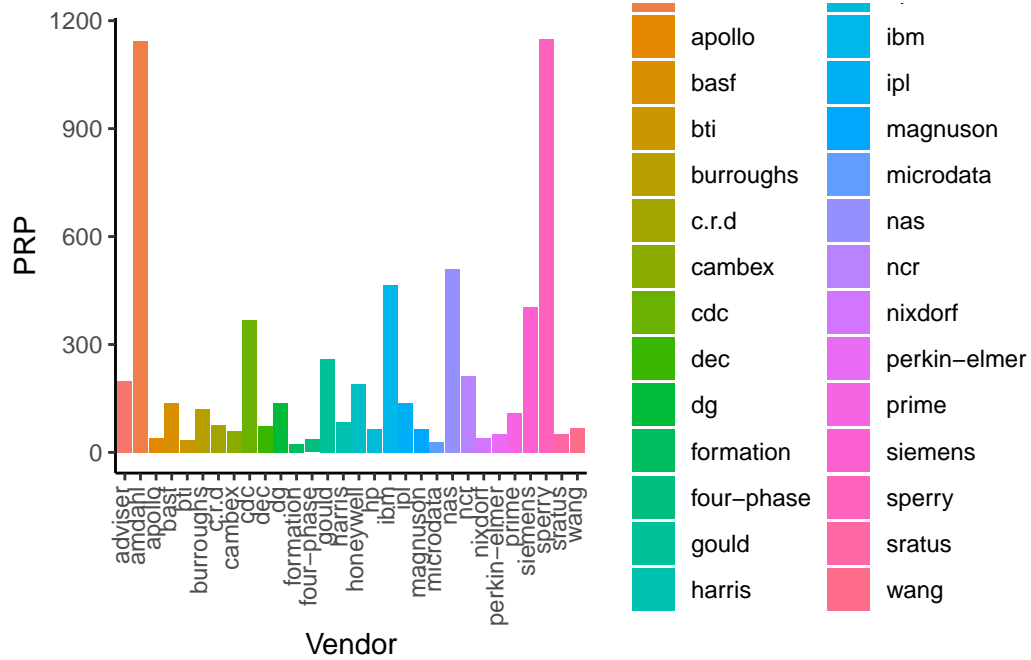 1200
900
600
300
0
PRP
adviser
amdahl
apollo
basf
bti
burroughs
c.r.d
cambex
cdc
dec
dg
formation
four−phase
gould
harris
honeywell
hp
ibm
ipl
magnuson
microdata
nas
ncr
nixdorf
perkin−elmer
prime
siemens
sperry
sratus
wang
Vendor
apollo
basf
bti
burroughs
c.r.d
cambex
cdc
dec
dg
formation
four−phase
gould
harris
ibm
ipl
magnuson
microdata
nas
ncr
nixdorf
perkin−elmer
prime
siemens
sperry
sratus
wang